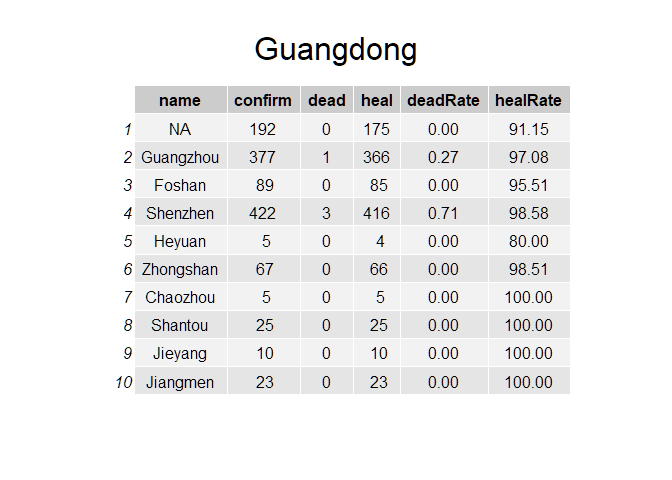 Guangdong
name confirm dead heal deadRate healRate
1 NA 192 0 175 0.00 91.15
2 Guangzhou 377 1 366 0.27 97.08
3 Foshan 89 0 85 0.00 95.51
4 Shenzhen 422 3 416 0.71 98.58
5 Heyuan 5 0 4 0.00 80.00
6 Zhongshan 67 0 66 0.00 98.51
7 Chaozhou 5 0 5 0.00 100.00
8 Shantou 25 0 25 0.00 100.00
9 Jieyang 10 0 10 0.00 100.00
10 Jiangmen 23 0 23 0.00 100.00